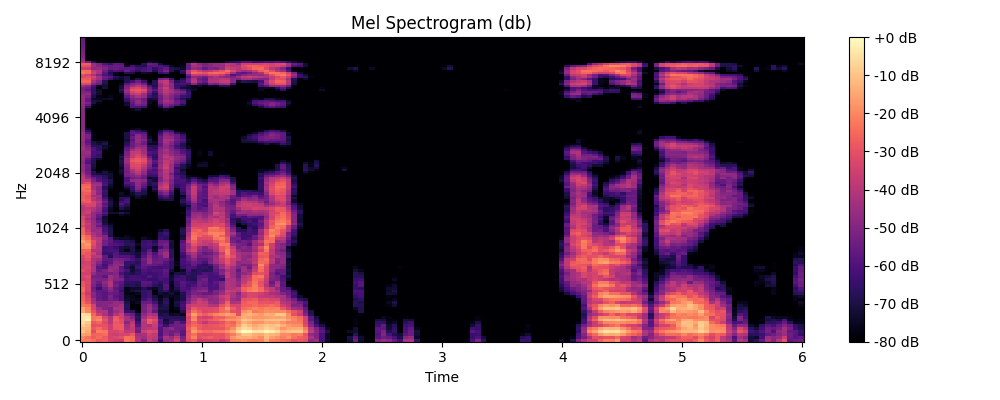 Mel Spectrogram (db)
Hz
8192
4096
2048
1024
512
0
0 1 2 3 4 5 6
Time
+0 dB
-10 dB
-20 dB
-30 dB
-40 dB
-50 dB
-60 dB
-70 dB
-80 dB